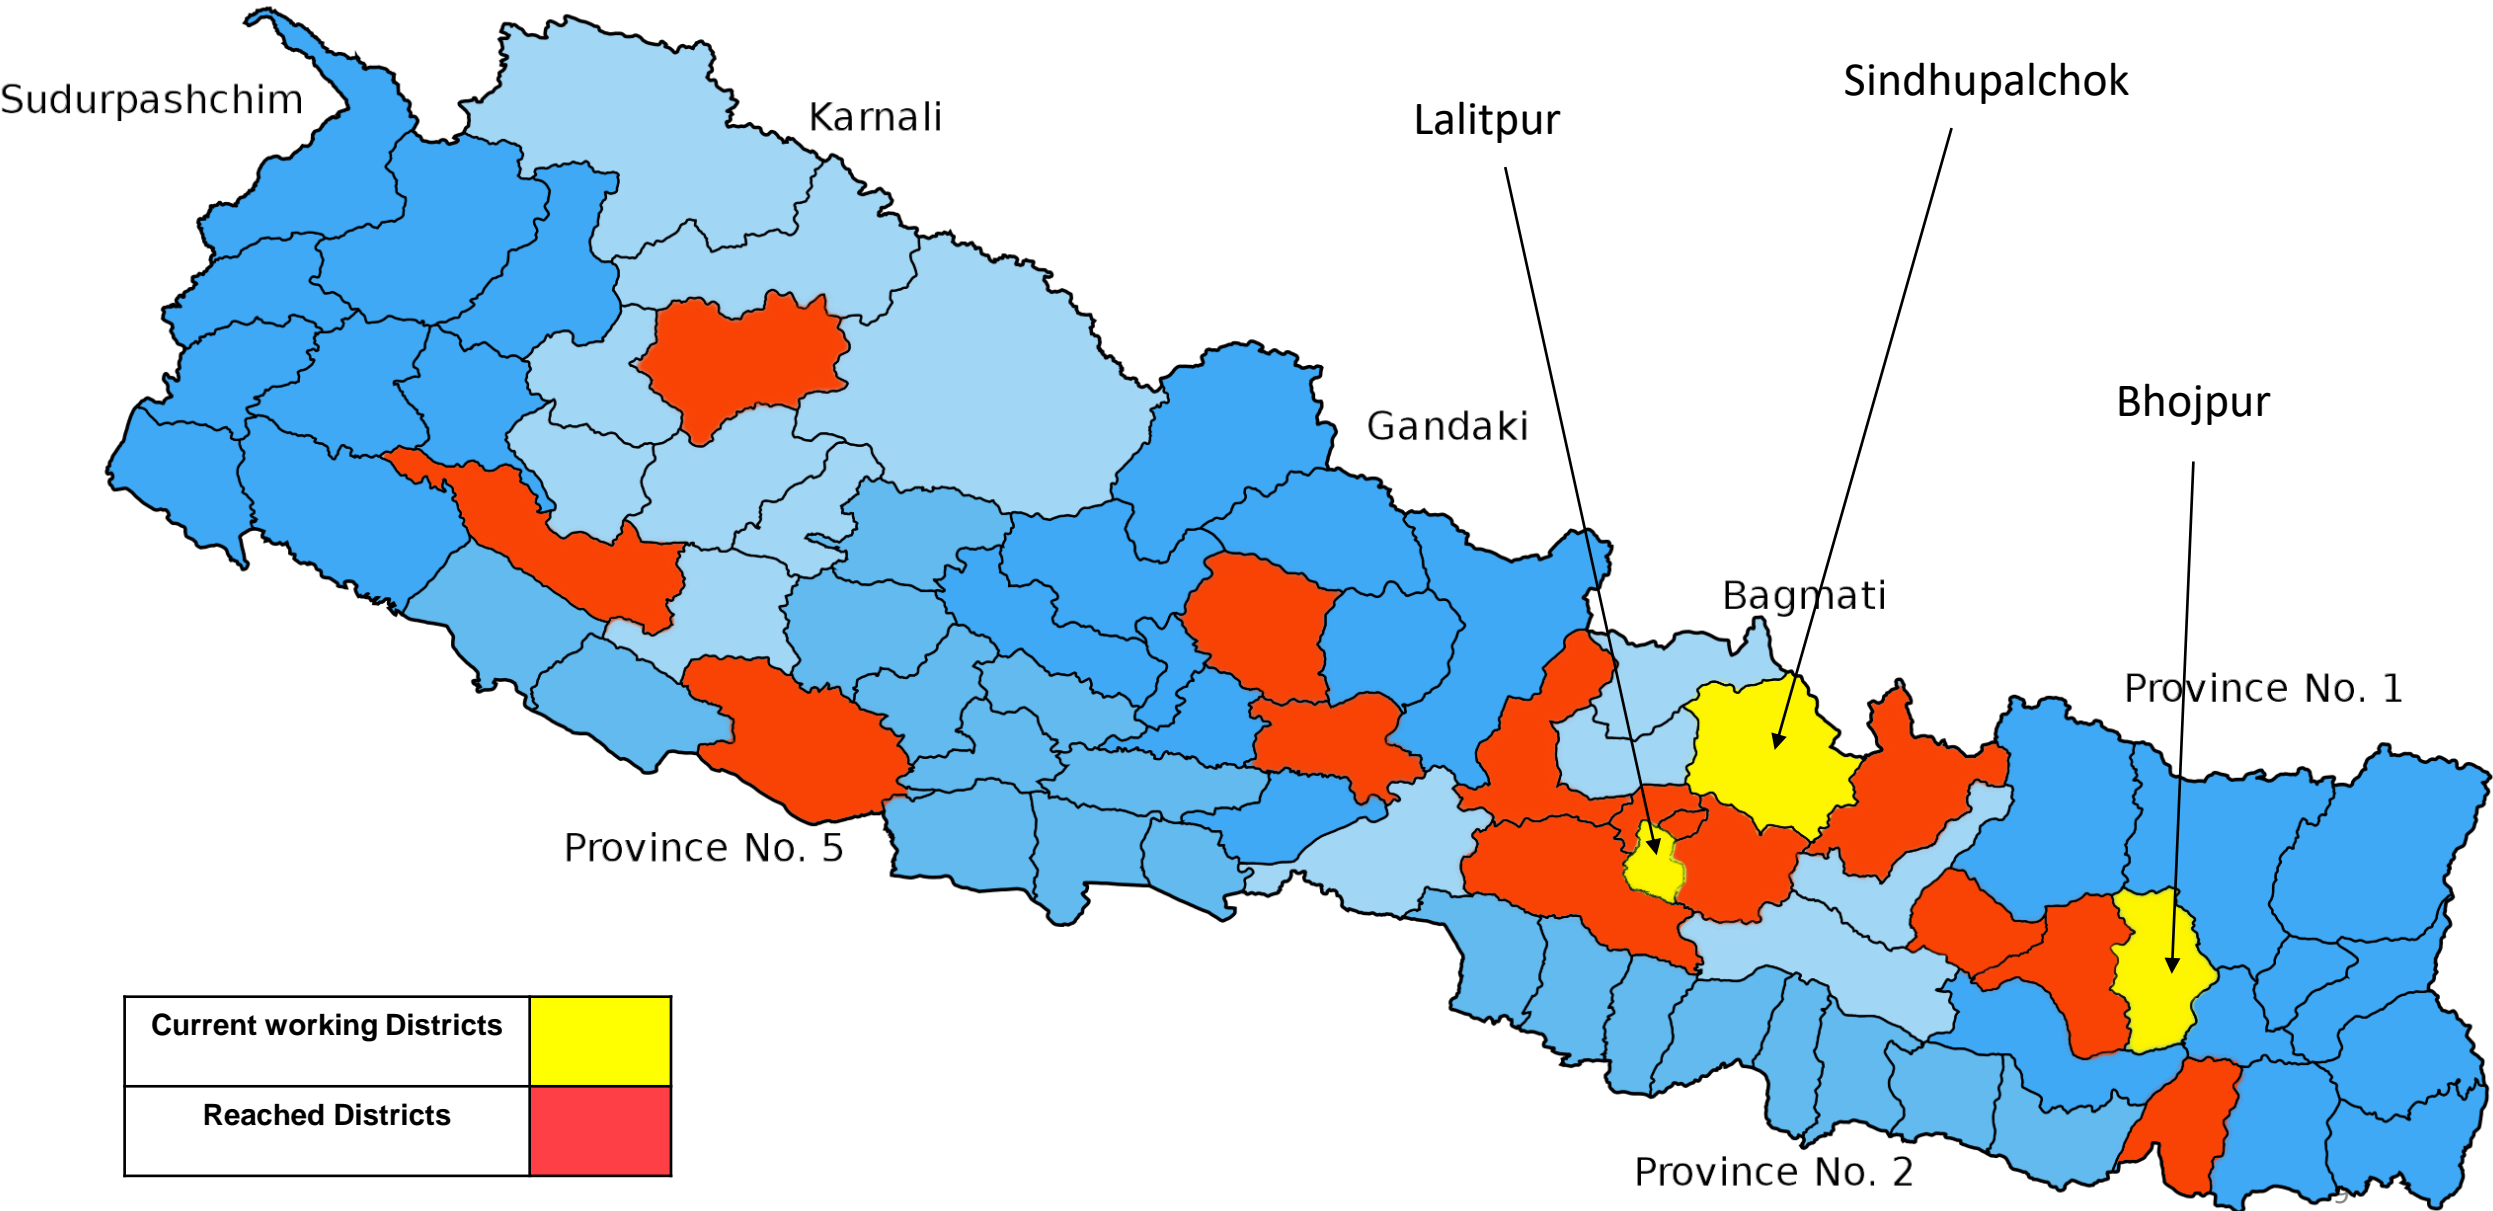 Sudurpashchim
Karnali
Lalitpur
Sindhupalchok
Gandaki
Bhojpur
Bagmati
Province No. 1
Province No. 5
Province No. 2
Current working Districts
Reached Districts